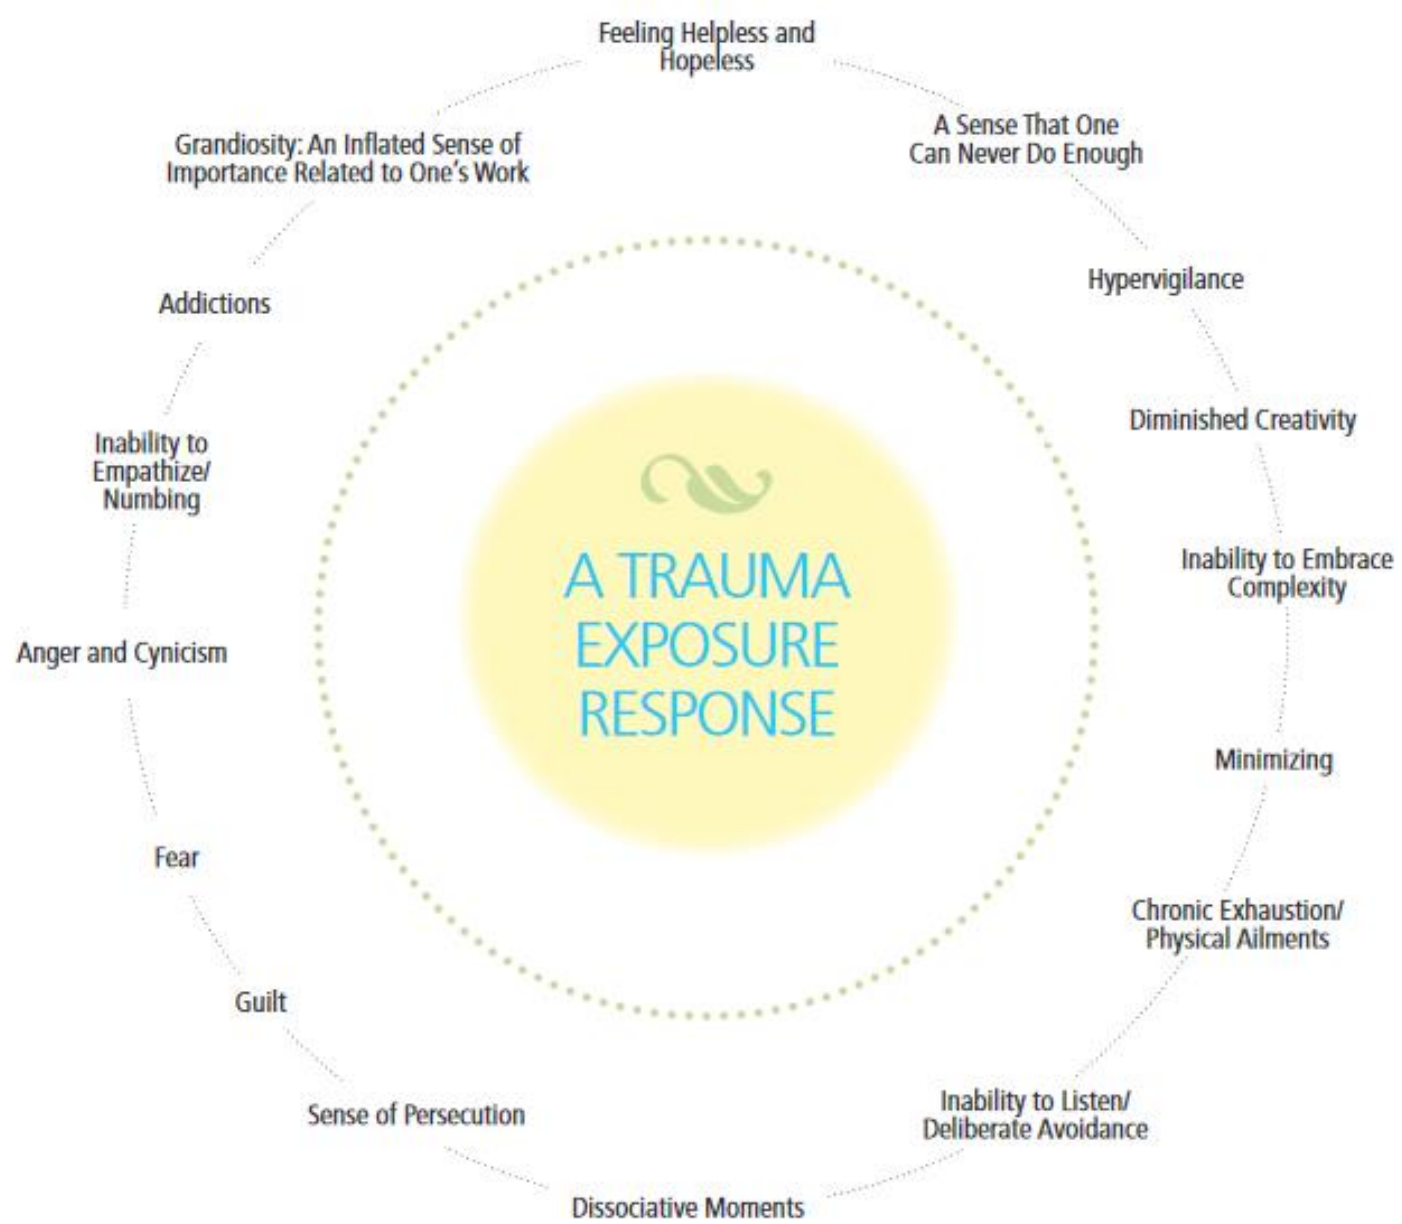 Feeling Helpless and
Hopeless
A Sense That One
Can Never Do Enough
Hypervigilance
Diminished Creativity
Inability to Embrace
Complexity
Minimizing
Chronic Exhaustion/
Physical Ailments
Inability to Listen/
Deliberate Avoidance
Dissociative Moments
Sense of Persecution
Guilt
Fear
Anger and Cynicism
Inability to
Empathize/
Numbing
Addictions
Grandiosity: An Inflated Sense of
Importance Related to One's Work
A TRAUMA
EXPOSURE
RESPONSE